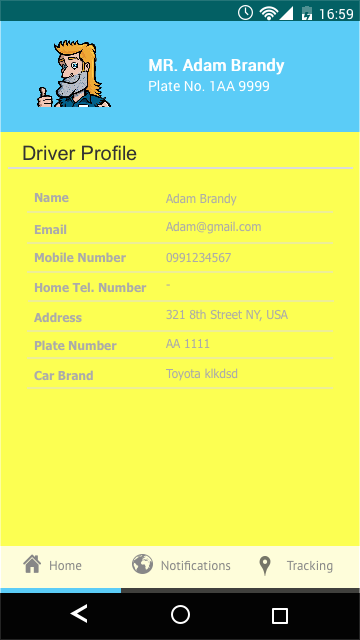 16:59
MR. Adam Brandy
Plate No. 1AA 9999
Driver Profile
Name Adam Brandy
Email Adam@gmail.com
Mobile Number 0991234567
Home Tel. Number -
Address 321 8th Street NY, USA
Plate Number AA 1111
Car Brand Toyota klkdsd
Home Notifications Tracking